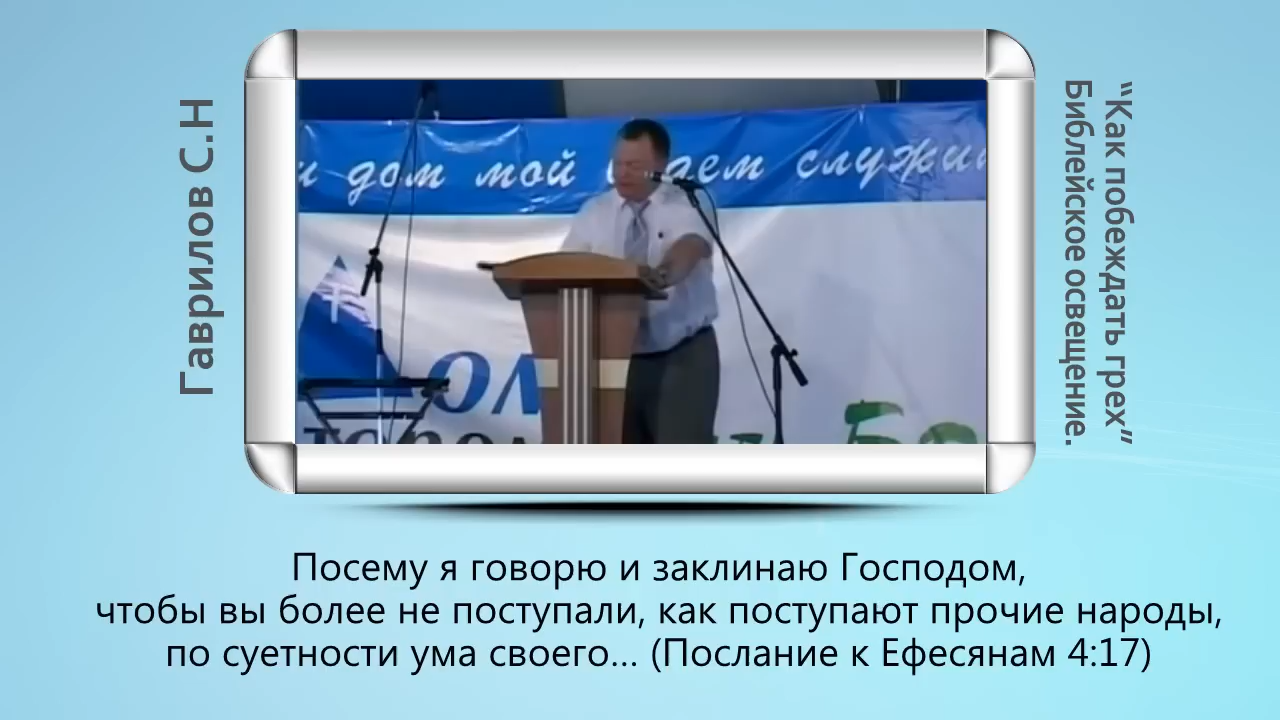 Гаврилов С.Н
“Как побеждать грех”
Библейское освещение.
и дом мой служи
Посему я говорю и заклинаю Господом,
чтобы вы более не поступали, как поступают прочие народы,
по суетности ума своего... (Послание к Ефесянам 4:17)